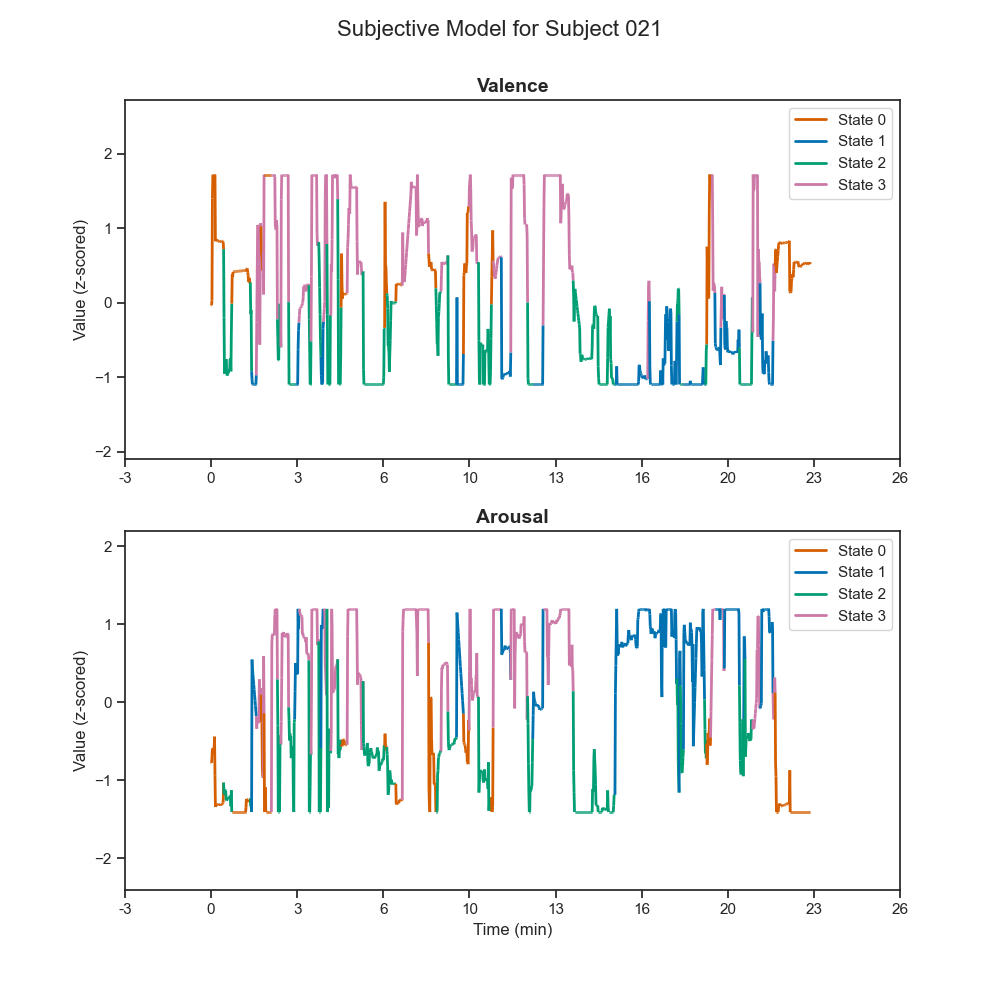 Subjective Model for Subject 021
Valence
State 0
State 1
State 2
State 3
Value (z-scored)
2
1
0
−1
−2
-3 0 3 6 10 13 16 20 23 26
Arousal
State 0
State 1
State 2
State 3
Value (z-scored)
2
1
0
−1
−2
-3 0 3 6 10 13 16 20 23 26
Time (min)